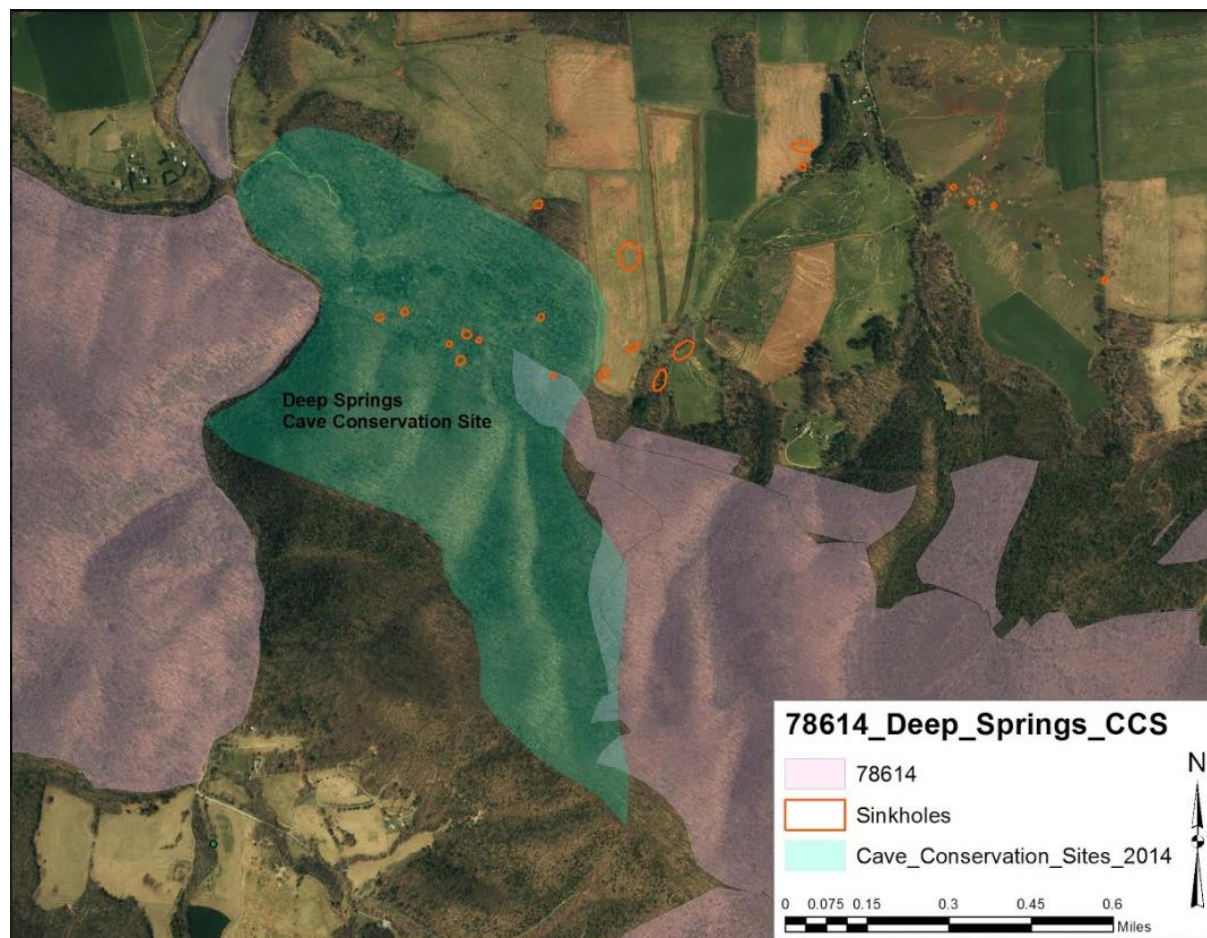 Deep Springs
Cave Conservation Site
78614_Deep_Springs_CCS
78614
Sinkholes
Cave_Conservation_Sites_2014
N
0 0.075 0.15 0.3 0.45 0.6
Miles